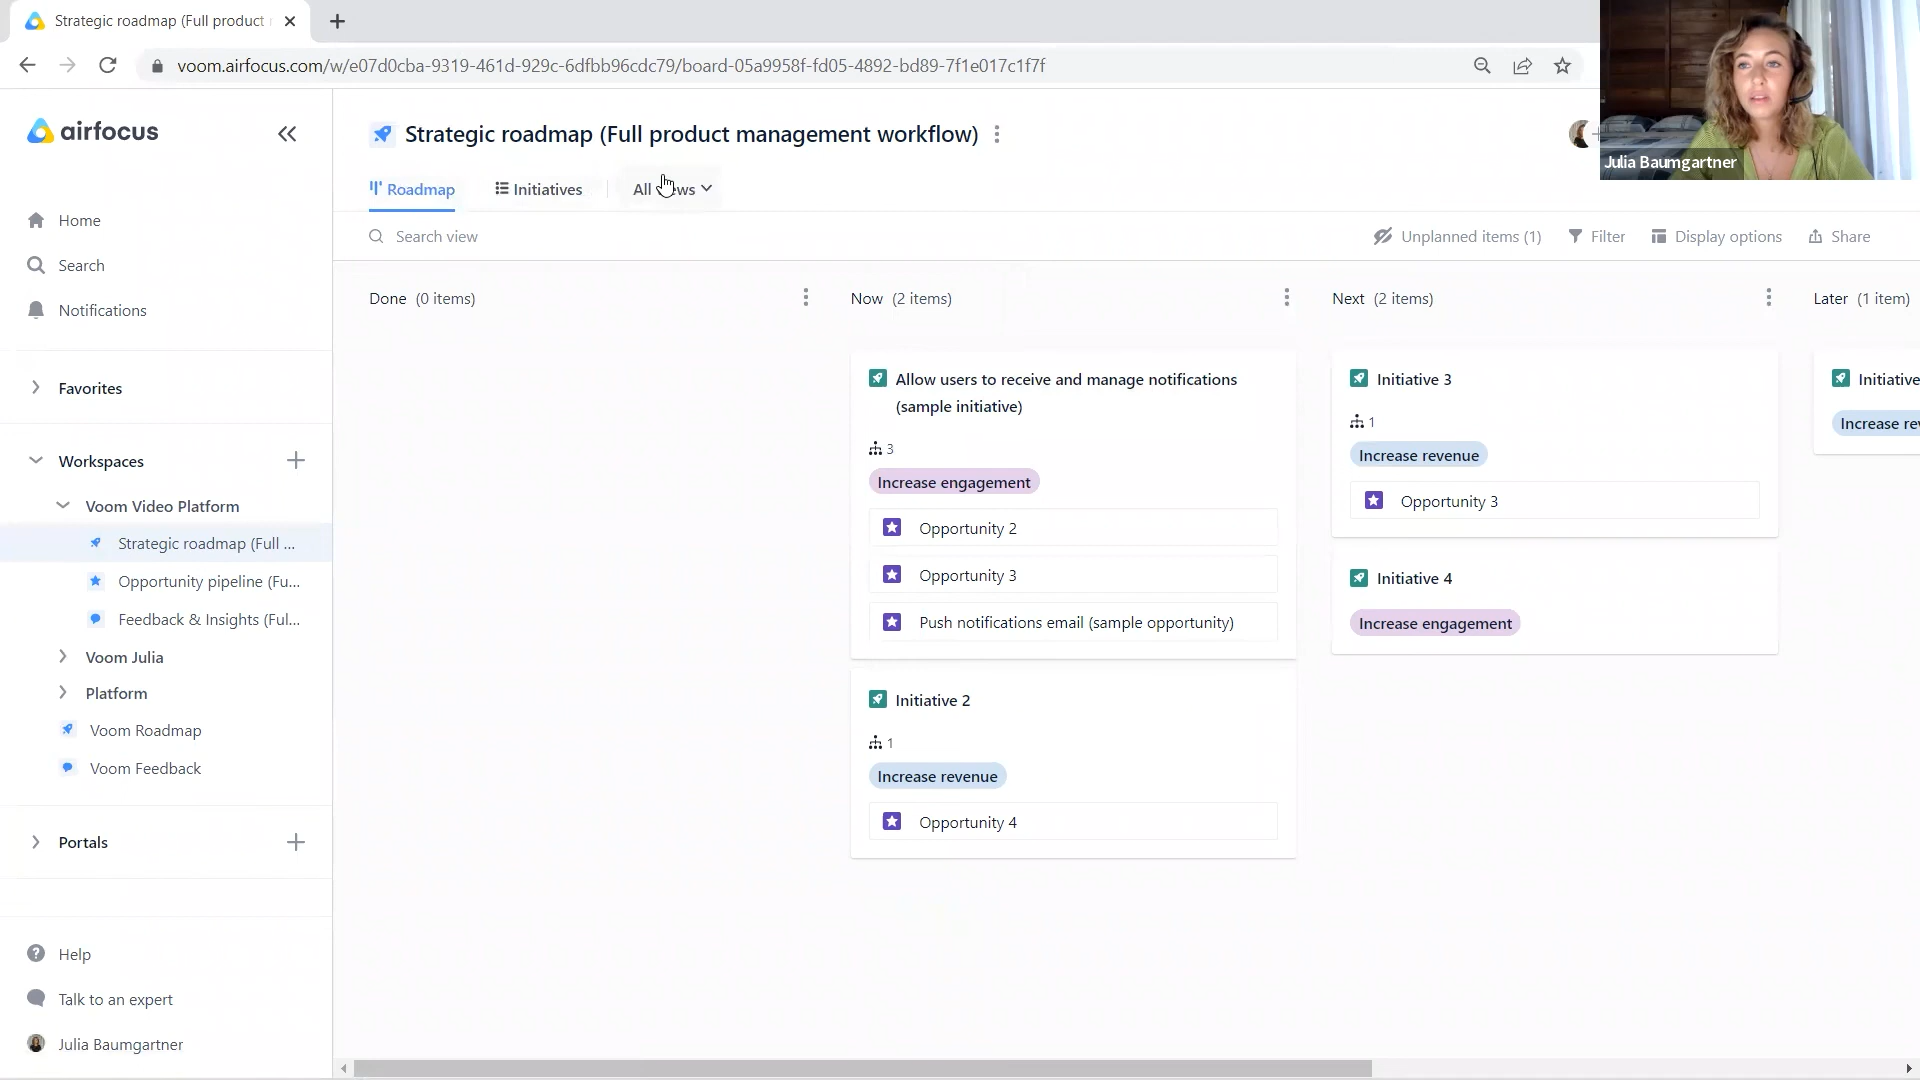 Strategic roadmap (Full product
voom.airfocus.com/w/e07d0cba-9319-461d-929c-6dfbb96cdc79/board-05a9958f-fd05-4892-bd89-7f1e017c1f7f
Julia Baumgartner
airfocus
Home
Search
Notifications
Favorites
Workspaces
Voom Video Platform
Strategic roadmap (Full ...
Opportunity pipeline (Fu...
Feedback & Insights (Ful...
Voom Julia
Platform
Voom Roadmap
Voom Feedback
Portals
Help
Talk to an expert
Julia Baumgartner
Strategic roadmap (Full product management workflow)
Roadmap
Initiatives
All
Search view
Unplanned items (1)
Filter
Display options
Share
Done (0 items)
Now (2 items)
Allow users to receive and manage notifications
(sample initiative)
3
Increase engagement
Opportunity 2
Opportunity 3
Push notifications email (sample opportunity)
Initiative 2
1
Increase revenue
Opportunity 4
Next (2 items)
Initiative 3
1
Increase revenue
Opportunity 3
Initiative 4
Increase engagement
Later (1 item)
Initiative
Increase